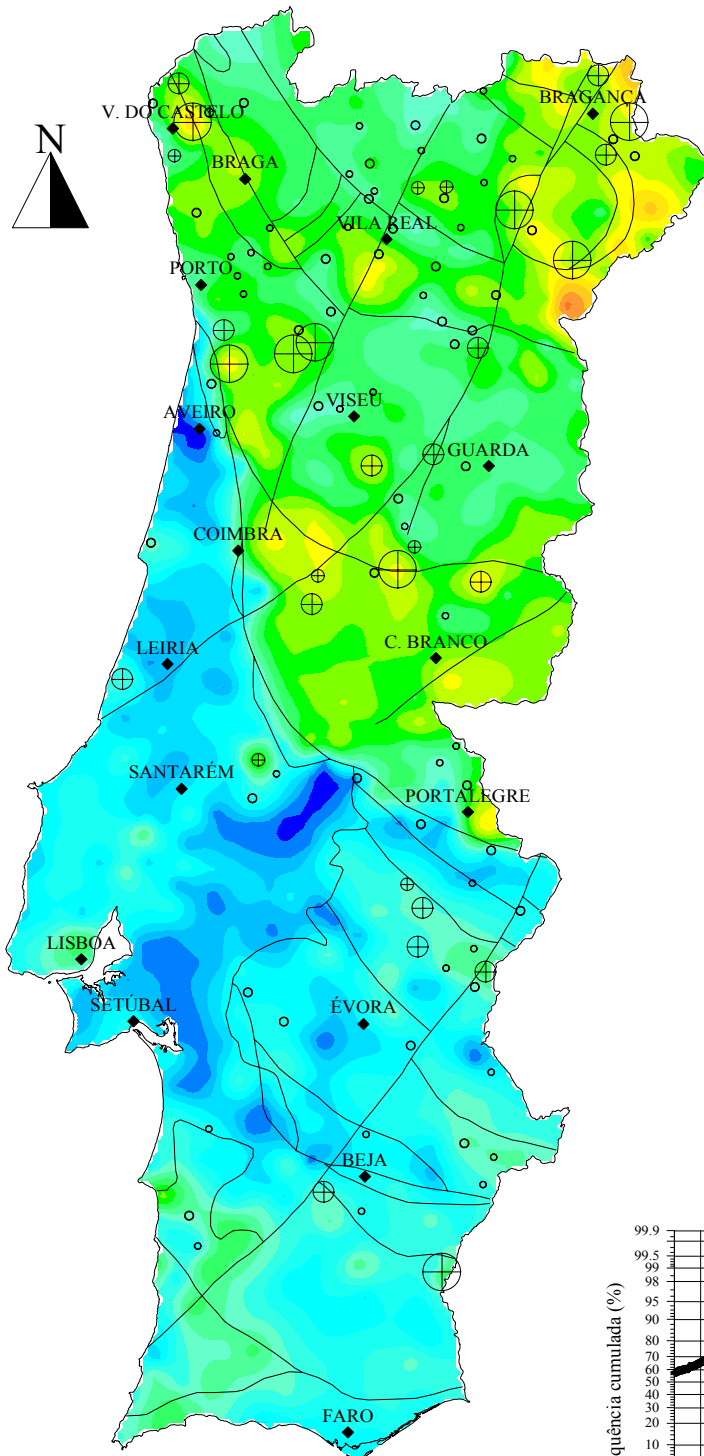 V. DO CASTELO
BRAGANÇA
N
BRAGA
VILA REAL
PORTO
VISEU
AVEIRO
GUARDA
COIMBRA
LEIRIA
C. BRANCO
SANTARÉM
PORTALEGRE
LISBOA
SETÚBAL
ÉVORA
BEJA
FARO
99.9
99.5
99
98
95
90
80
70
60
50
40
30
20
10
quência cumulada (%)